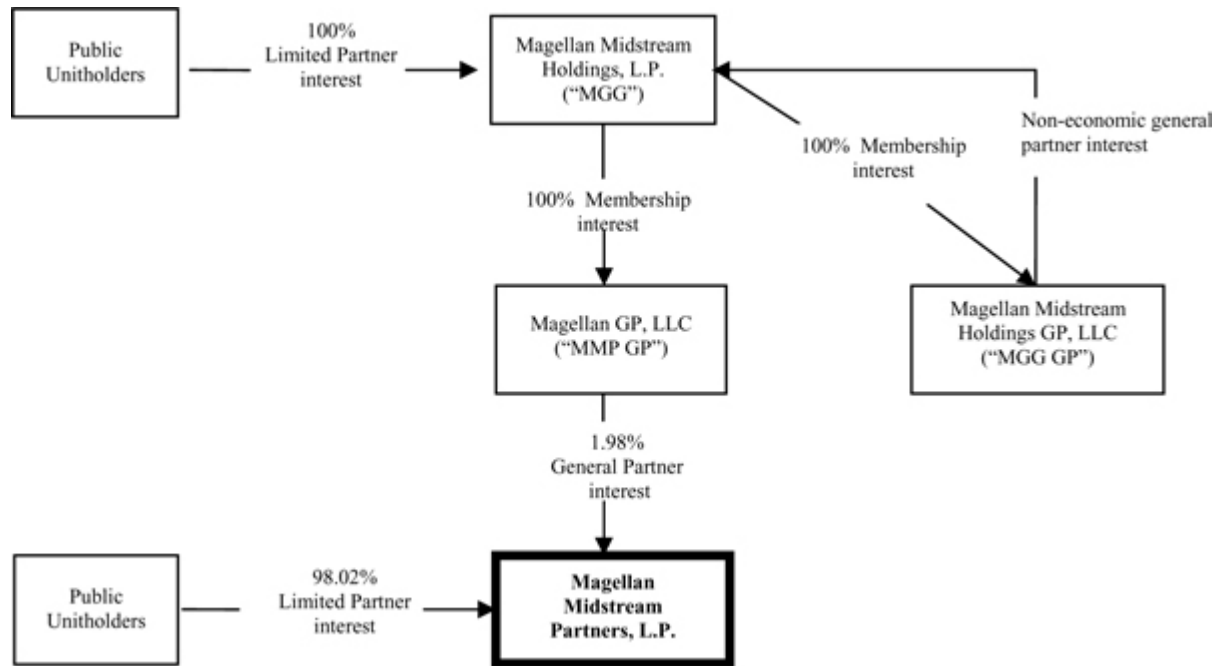 Public
Unitholders
100%
Limited Partner
interest
Magellan Midstream
Holdings, L.P.
(“MGG”)
Non-economic general
partner interest
100% Membership
interest
100% Membership
interest
Magellan GP, LLC
(“MMP GP”)
Magellan Midstream
Holdings GP, LLC
(“MGG GP”)
1.98%
General Partner
interest
Public
Unitholders
98.02%
Limited Partner
interest
Magellan
Midstream
Partners, L.P.